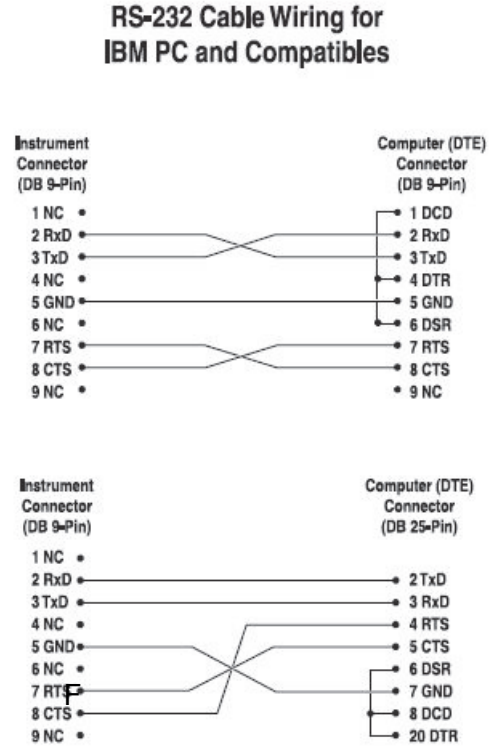 RS-232 Cable Wiring for
IBM PC and Compatibles
Instrument
Connector
(DB 9-Pin)
1 NC
2 RxD
3 TxD
4 NC
5 GND
6 NC
7 RTS
8 CTS
9 NC
Computer (DTE)
Connector
(DB 9-Pin)
1 DCD
2 RxD
3 TxD
4 DTR
5 GND
6 DSR
7 RTS
8 CTS
9 NC
Instrument
Connector
(DB 9-Pin)
1 NC
2 RxD
3 TxD
4 NC
5 GND
6 NC
7 RTS
F
8 CTS
9 NC
Computer (DTE)
Connector
(DB 25-Pin)
2 TxD
3 RxD
4 RTS
5 CTS
6 DSR
7 GND
8 DCD
20 DTR